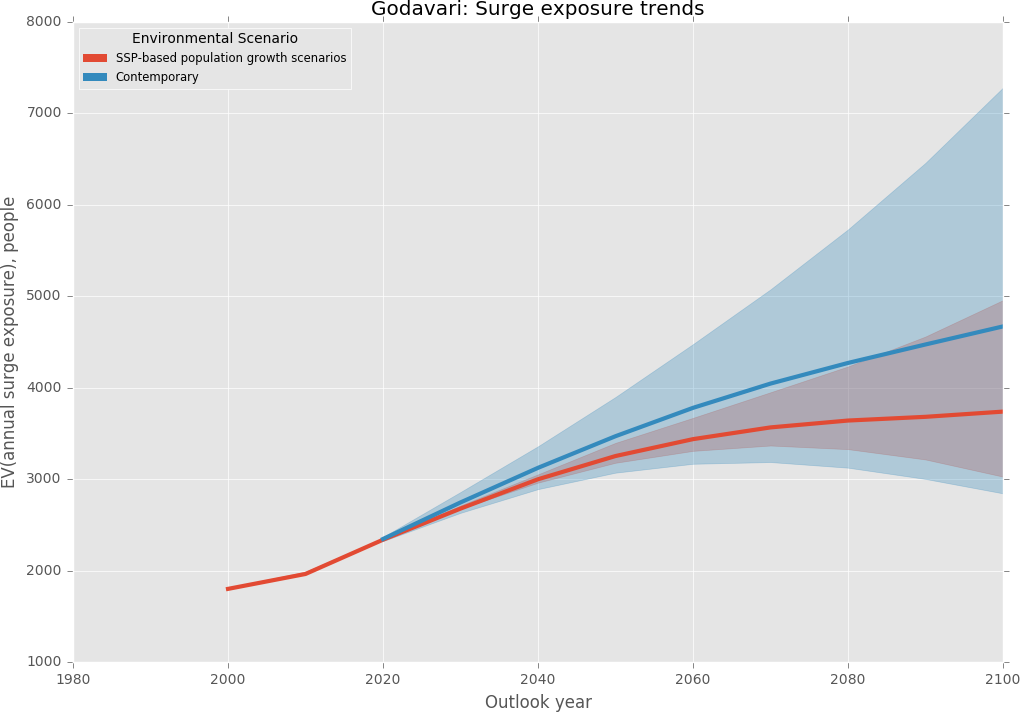 Godavari: Surge exposure trends
Environmental Scenario
SSP-based population growth scenarios
Contemporary
EV(annual surge exposure), people
8000
7000
6000
5000
4000
3000
2000
1000
1980 2000 2020 2040 2060 2080 2100
Outlook year